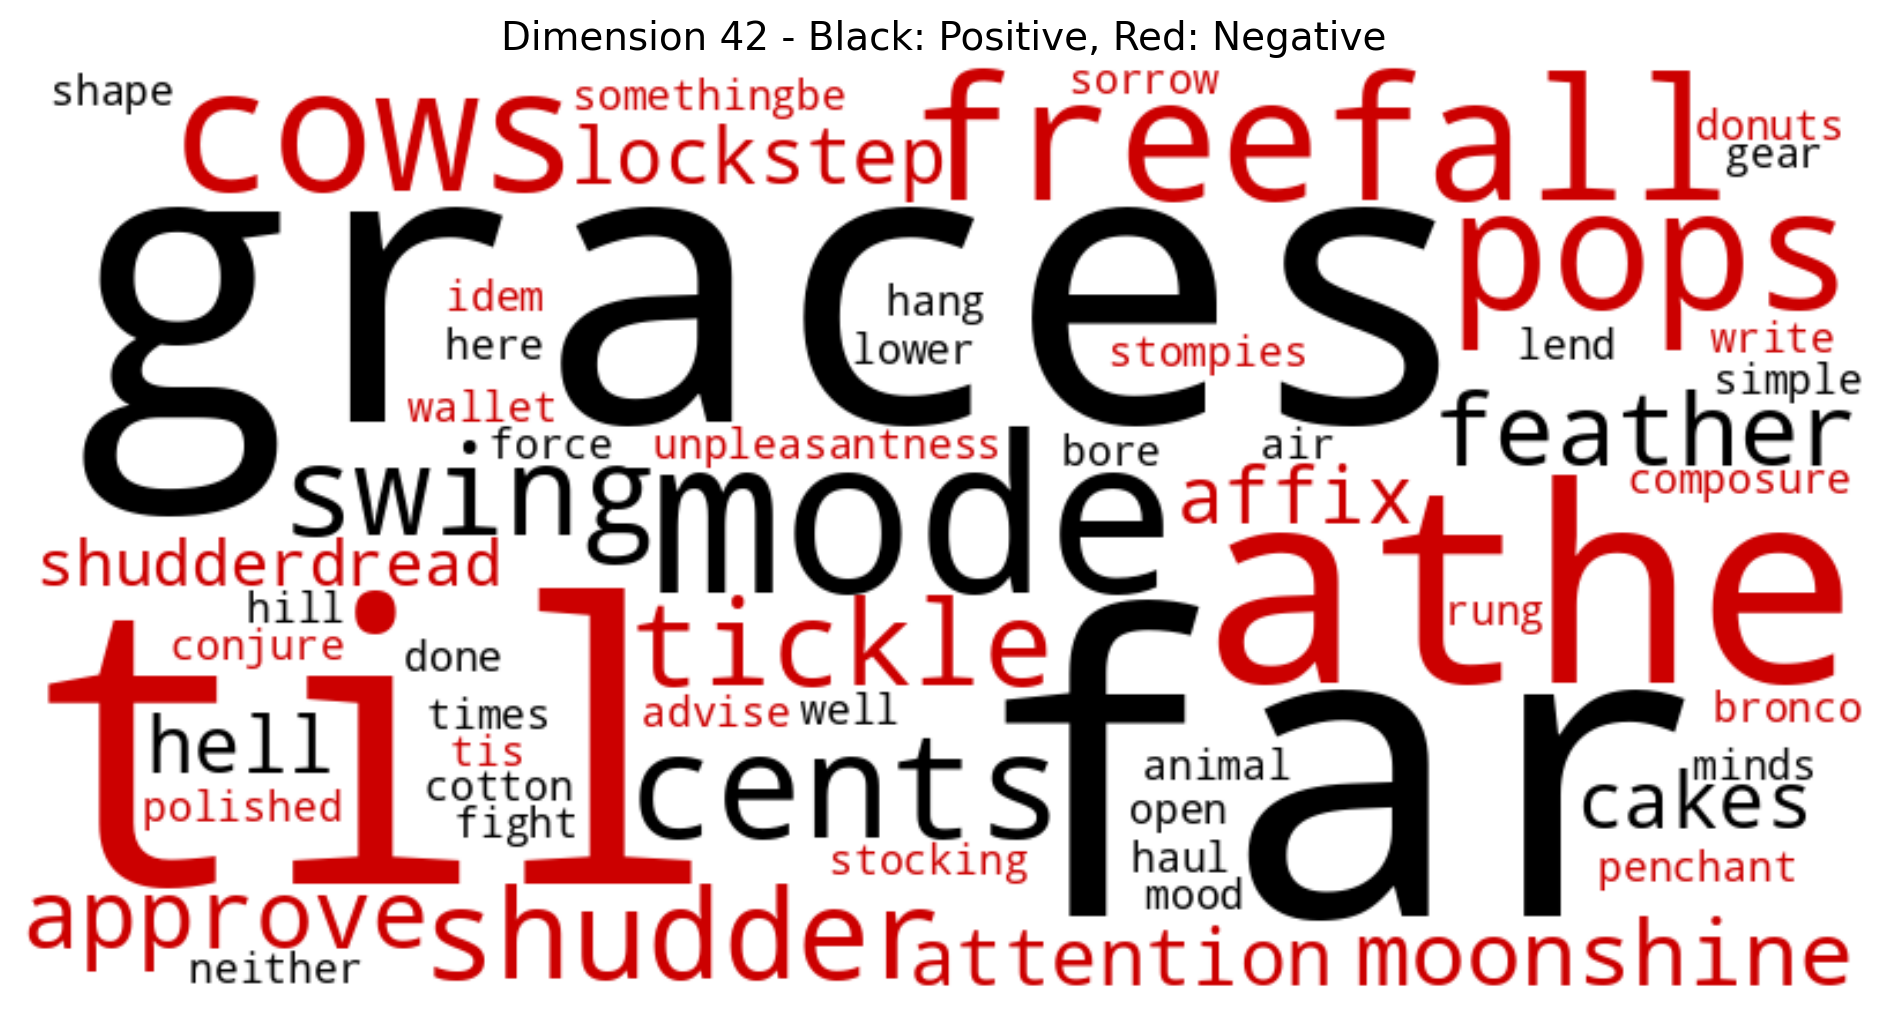 Dimension 42 - Black: Positive, Red: Negative
shape
cows
somethingbe
lockstep
freefall
sorrow
donuts
gear
graces
pops
idem
here
hang
lower
stompies
lend
write
simple
wallet
force
unpleasantness
bore
air
feather
swing
mode
affix
composure
shudderdread
athe
hill
conjure
done
til
tickle
rung
far
hell
times
tis
advise
well
bronco
cotton
fight
polished
cents
animal
open
minds
cakes
stocking
haul
mood
penchant
approve
neither
shudder
attention
moonshine